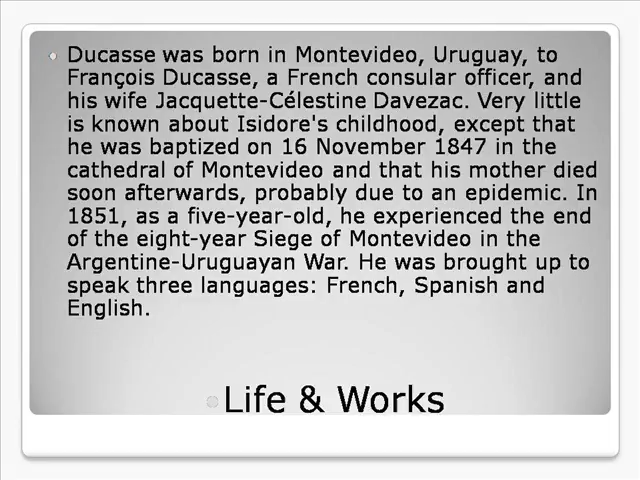 Ducasse was born in Montevideo, Uruguay, to
François Ducasse, a French consular officer, and
his wife Jacquette-Célestine Davezac. Very little
is known about Isidore's childhood, except that
he was baptized on 16 November 1847 in the
cathedral of Montevideo and that his mother died
soon afterwards, probably due to an epidemic. In
1851, as a five-year-old, he experienced the end
of the eight-year Siege of Montevideo in the
Argentine-Uruguayan War. He was brought up to
speak three languages: French, Spanish and
English.
Life & Works